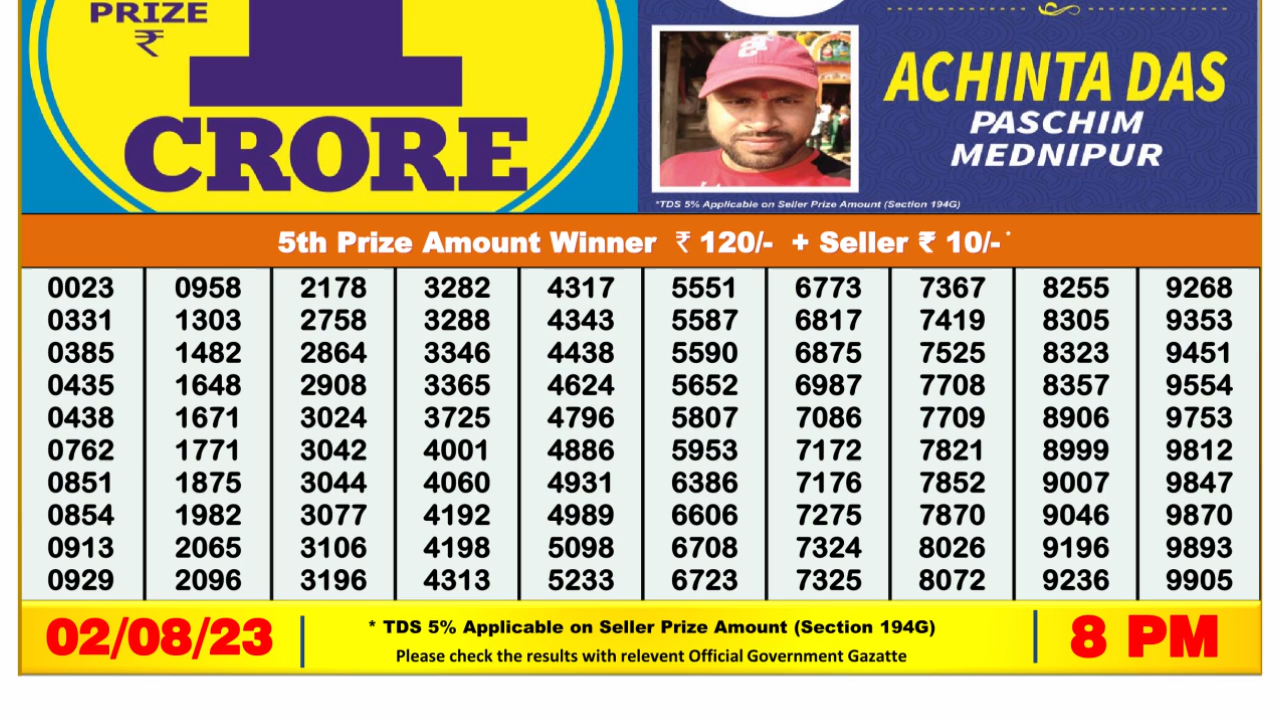 PRIZE
₹
1
CRORE
ACHINTA DAS
PASCHIM
MEDNIPUR
*TDS 5% Applicable on Seller Prize Amount (Section 194G)
5th Prize Amount Winner ₹ 120/- + Seller ₹ 10/-*
0023 0958 2178 3282 4317 5551 6773 7367 8255 9268
0331 1303 2758 3288 4343 5587 6817 7419 8305 9353
0385 1482 2864 3346 4438 5590 6875 7525 8323 9451
0435 1648 2908 3365 4624 5652 6987 7708 8357 9554
0438 1671 3024 3725 4796 5807 7086 7709 8906 9753
0762 1771 3042 4001 4886 5953 7172 7821 8999 9812
0851 1875 3044 4060 4931 6386 7176 7852 9007 9847
0854 1982 3077 4192 4989 6606 7275 7870 9046 9870
0913 2065 3106 4198 5098 6708 7324 8026 9196 9893
0929 2096 3196 4313 5233 6723 7325 8072 9236 9905
02/08/23
* TDS 5% Applicable on Seller Prize Amount (Section 194G)
Please check the results with relevent Official Government Gazatte
8 PM